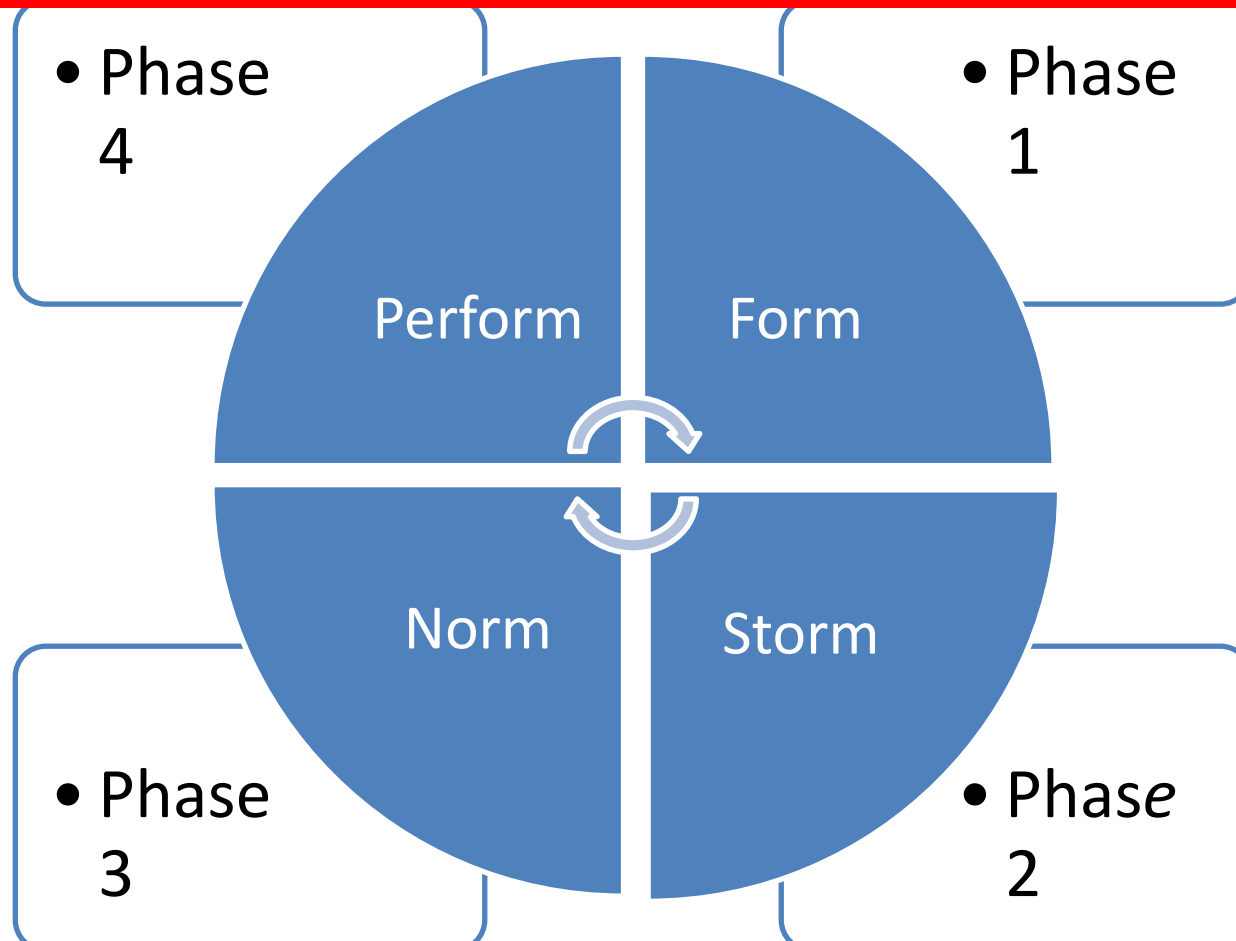 • Phase
4
• Phase
1
Perform
Form
Norm
Storm
• Phase
3
• Phase
2